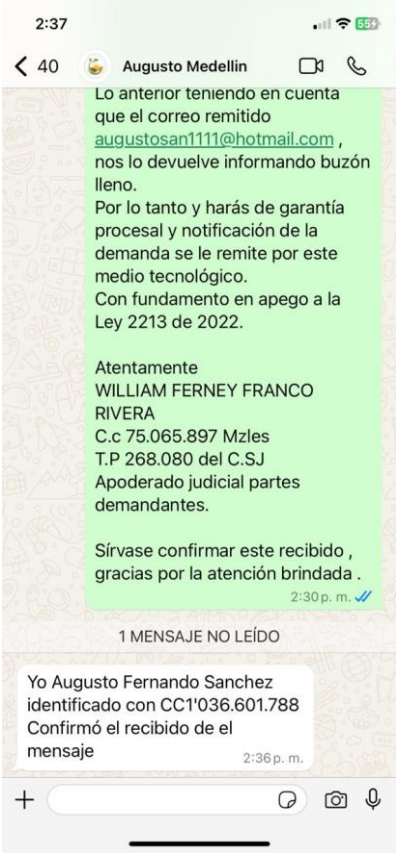 2:37
55
40
Augusto Medellin
Lo anterior teniendo en cuenta
que el correo remitido
augustosan1111@hotmail.com ,
nos lo devuelve informando buzón
lleno.
Por lo tanto y harás de garantía
procesal y notificación de la
demanda se le remite por este
medio tecnológico.
Con fundamento en apego a la
Ley 2213 de 2022.
Atentamente
WILLIAM FERNEY FRANCO
RIVERA
C.c 75.065.897 Mzles
T.P 268.080 del C.SJ
Apoderado judicial partes
demandantes.
Sírvase confirmar este recibido ,
gracias por la atención brindada .
2:30 p. m.
1 MENSAJE NO LEÍDO
Yo Augusto Fernando Sanchez
identificado con CC1'036.601.788
Confirmó el recibido de el
mensaje
2:36 p. m.